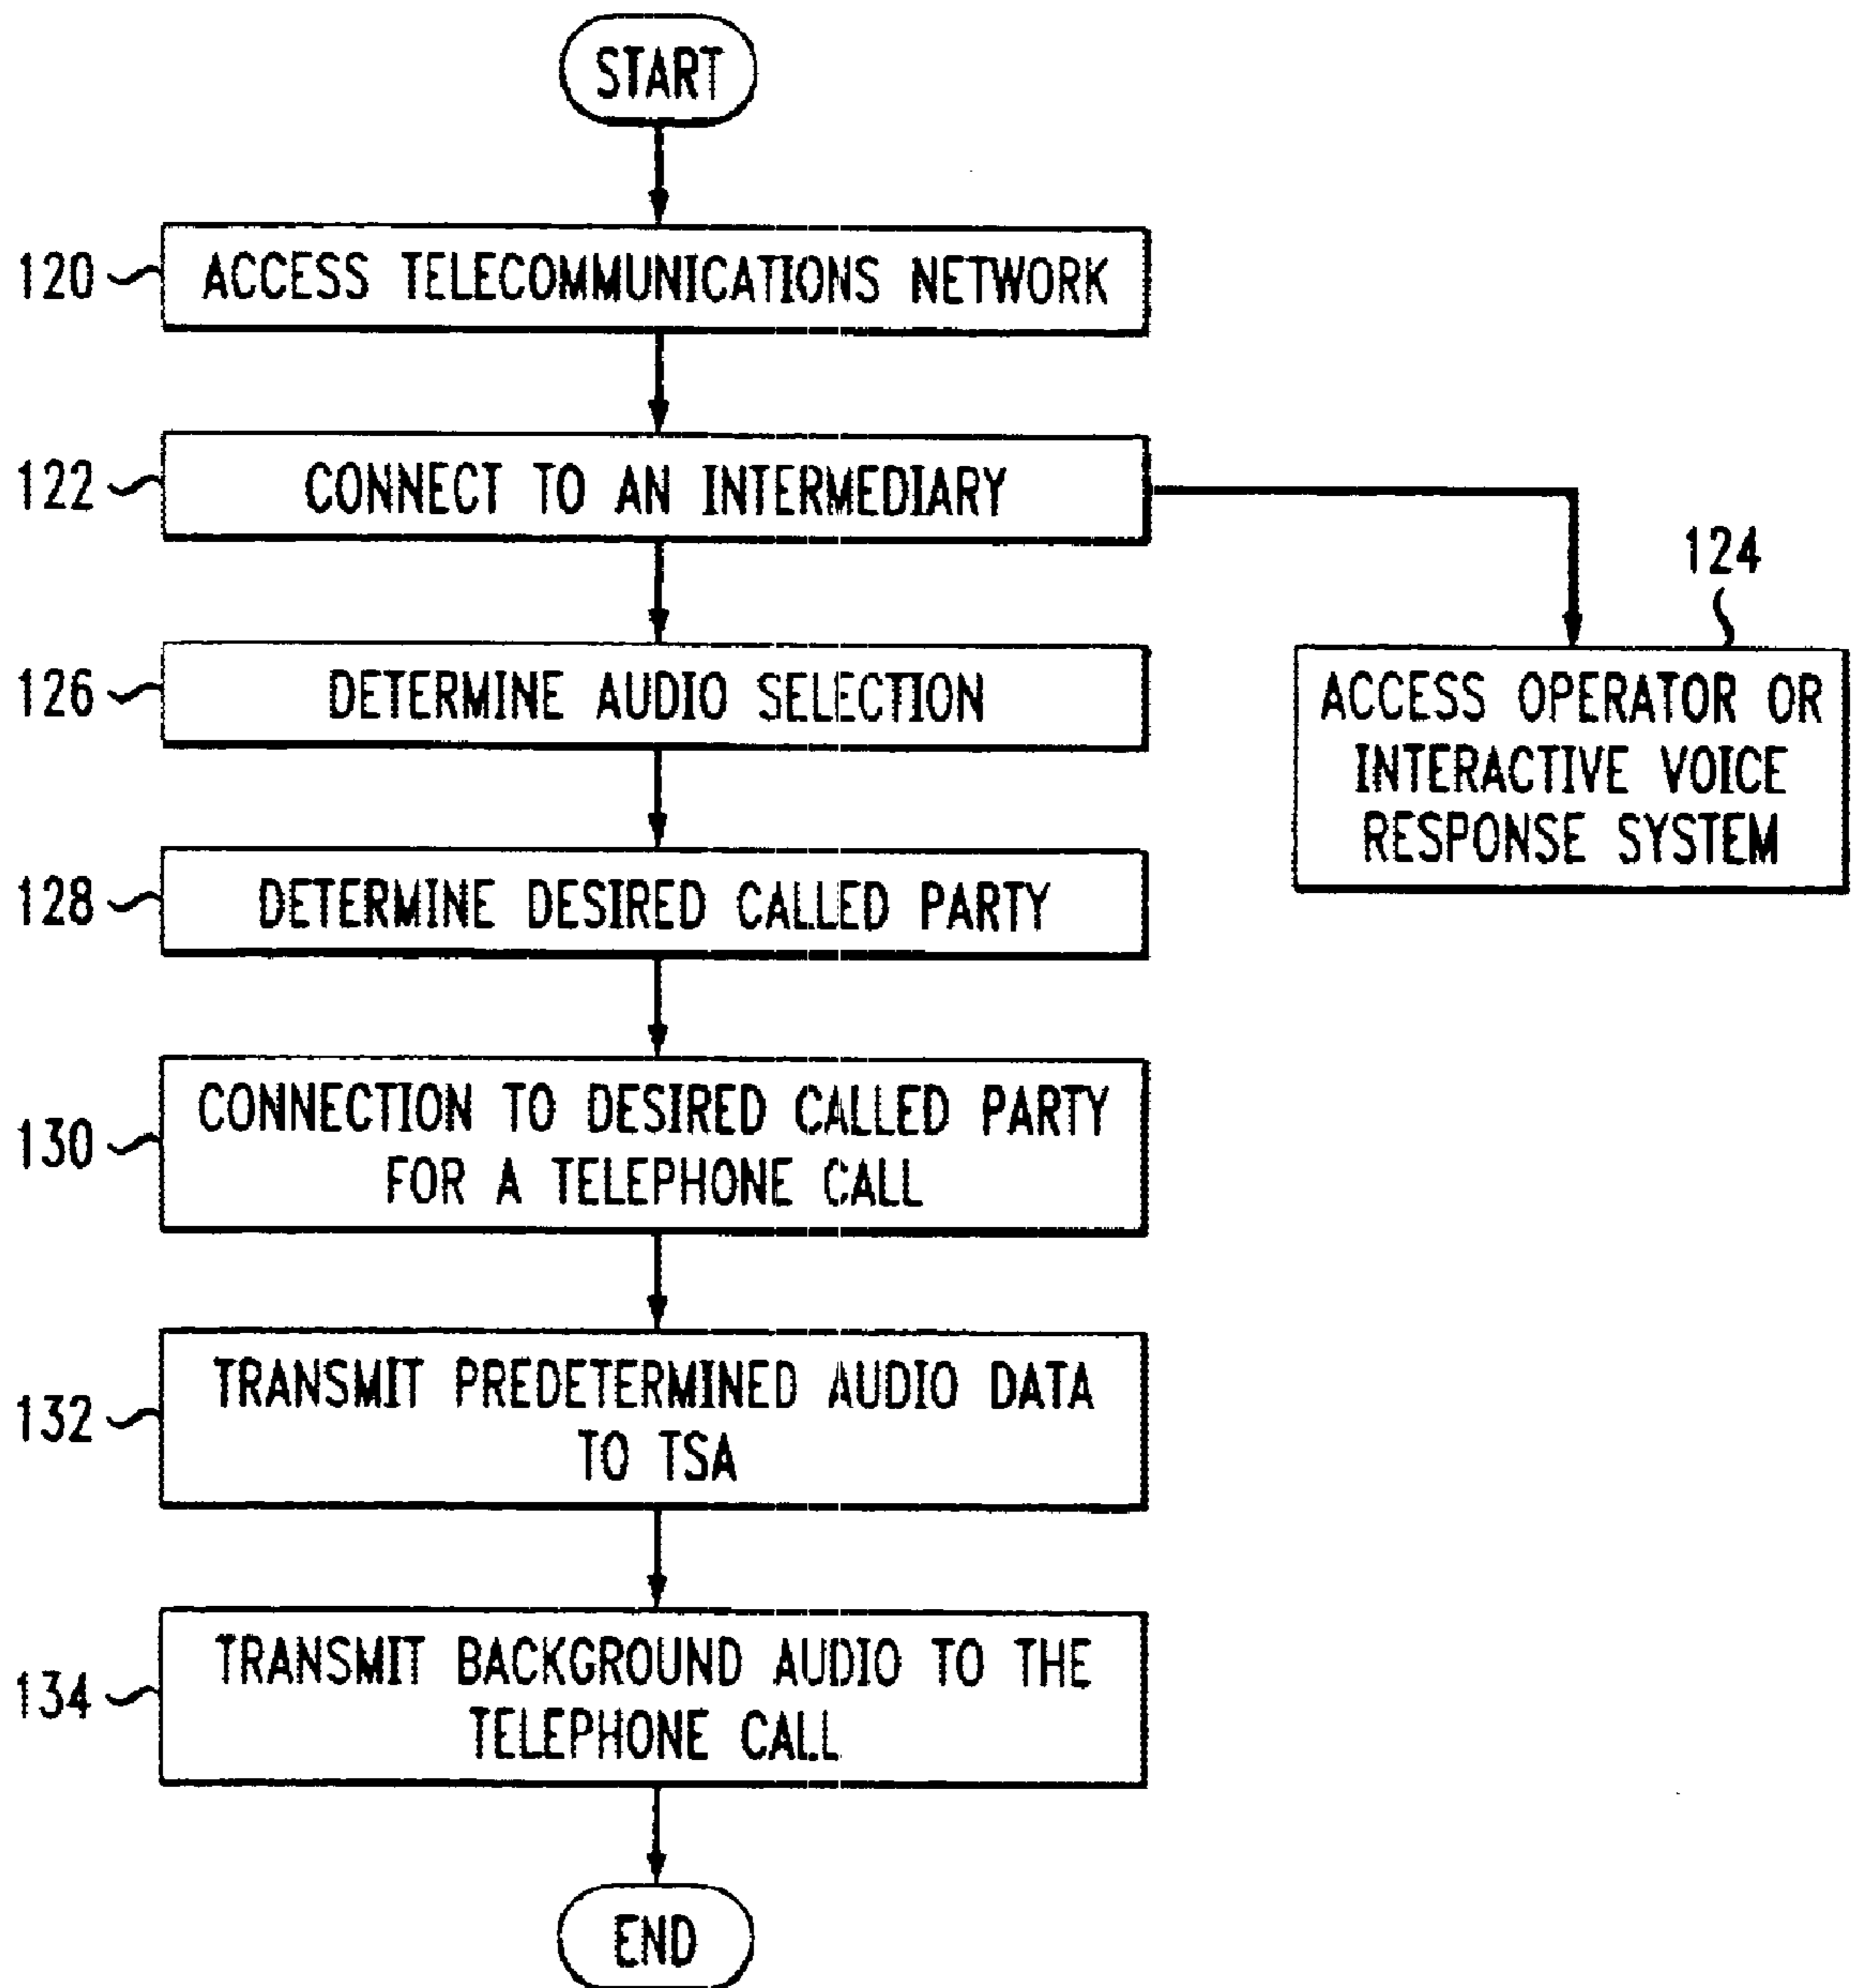 START
120
ACCESS TELECOMMUNICATIONS NETWORK
122
CONNECT TO AN INTERMEDIARY
124
ACCESS OPERATOR OR
INTERACTIVE VOICE
RESPONSE SYSTEM
126
DETERMINE AUDIO SELECTION
128
DETERMINE DESIRED CALLED PARTY
130
CONNECTION TO DESIRED CALLED PARTY
FOR A TELEPHONE CALL
132
TRANSMIT PREDETERMINED AUDIO DATA
TO TSA
134
TRANSMIT BACKGROUND AUDIO TO THE
TELEPHONE CALL
END